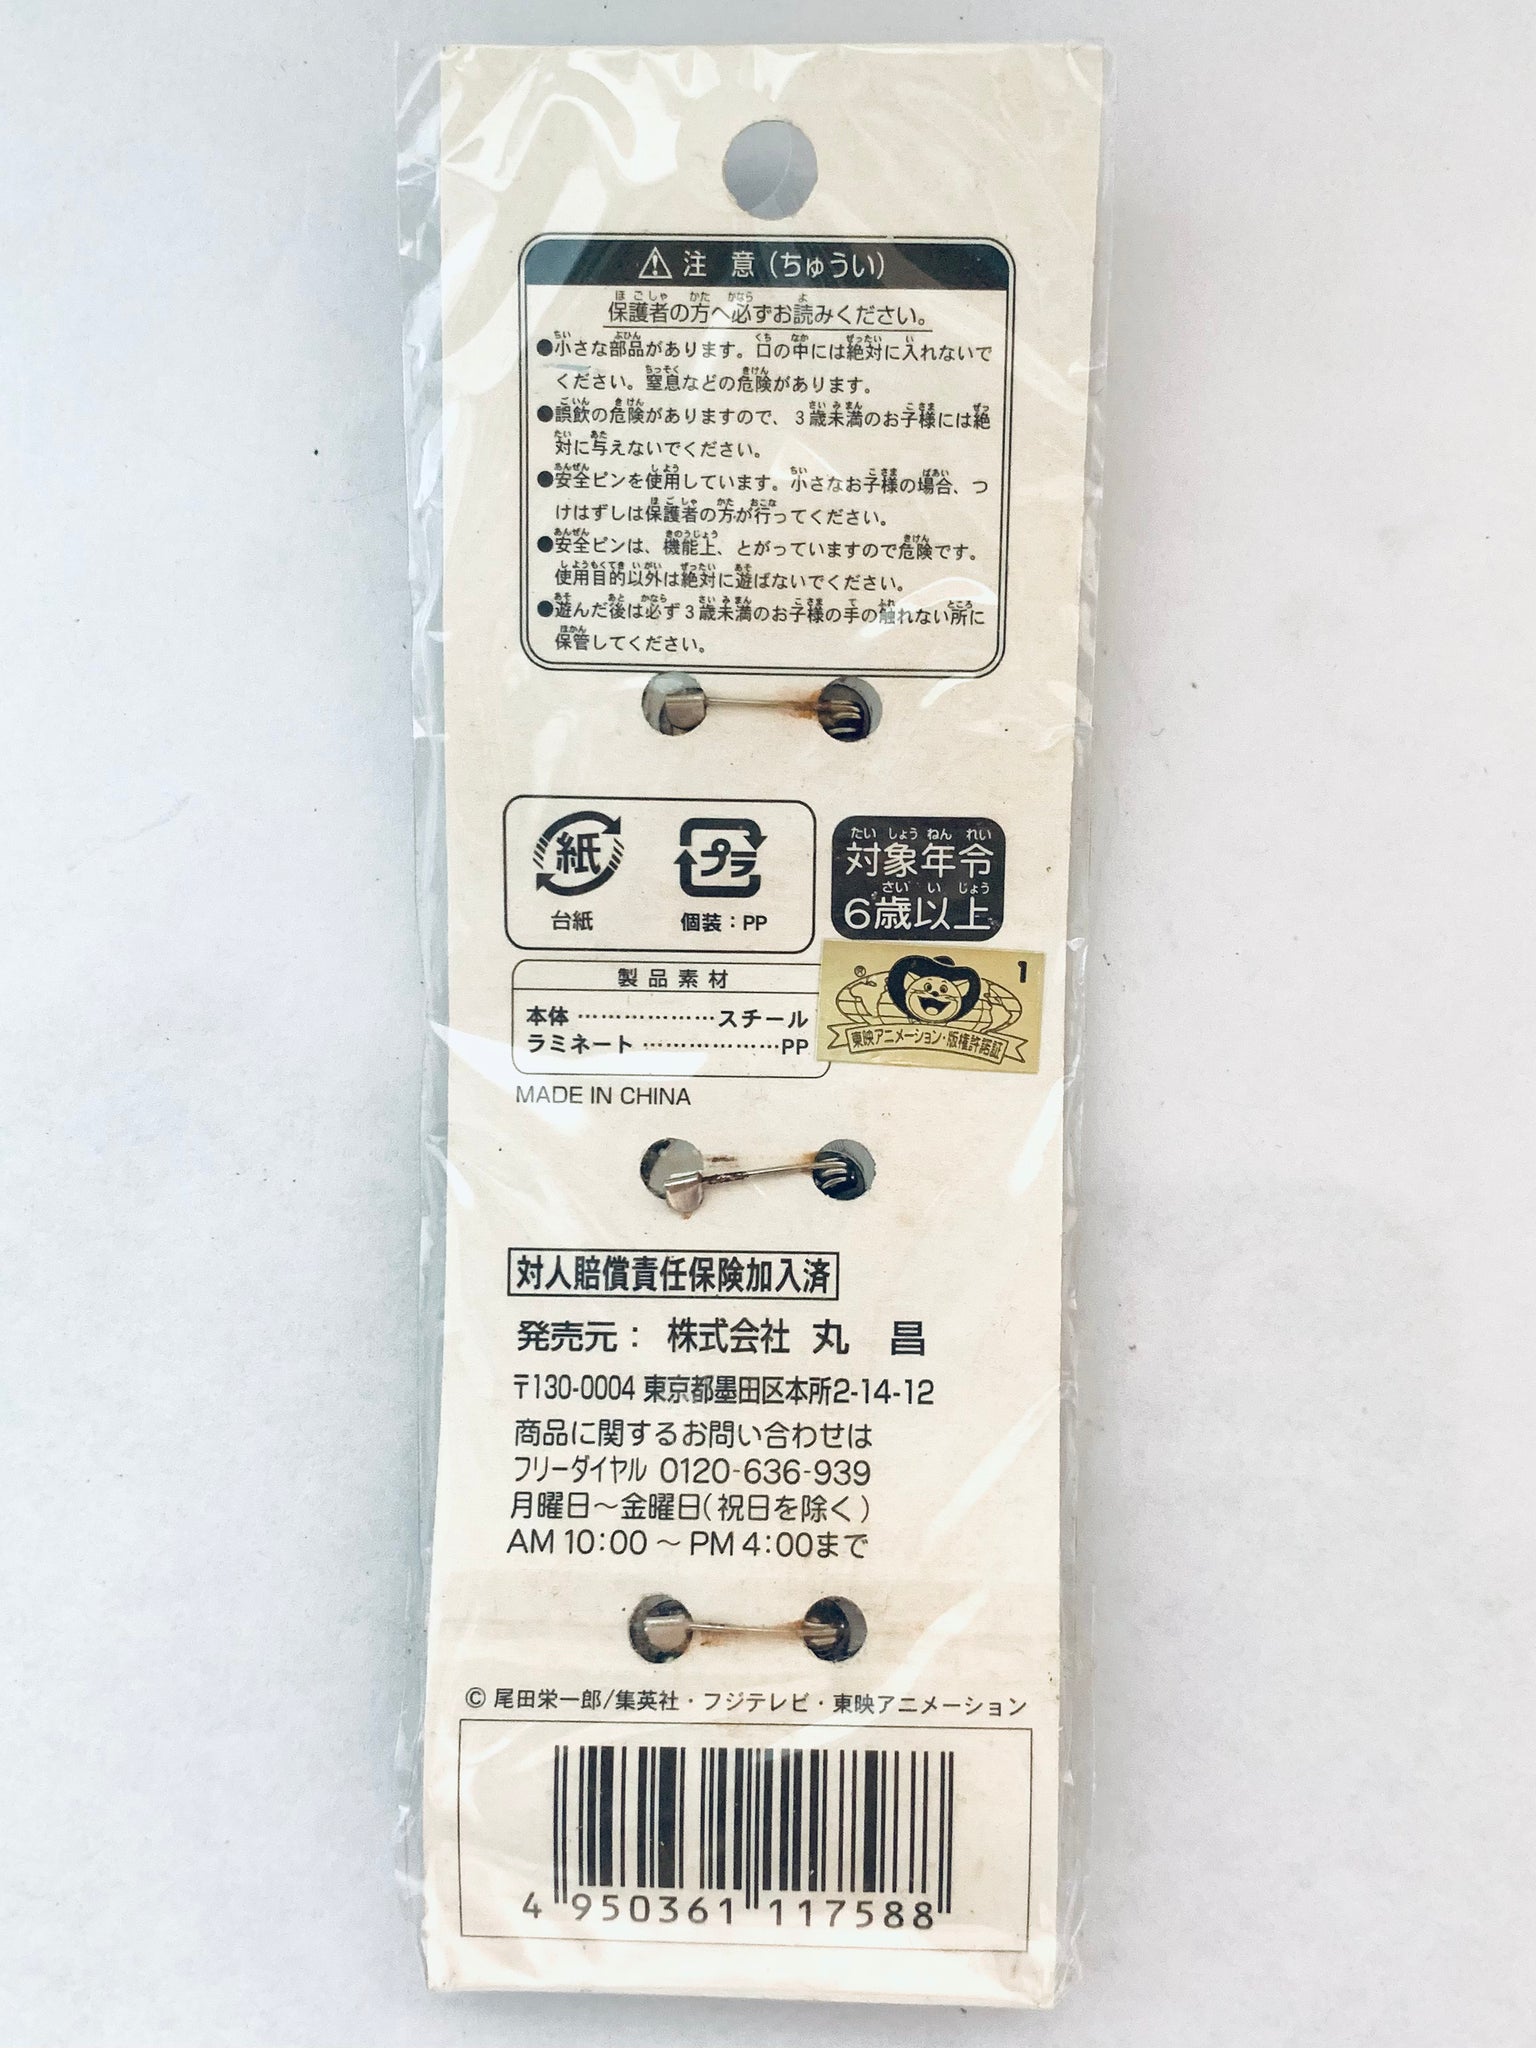 注 意（ちゅうい）
保護者の方へ必ずお読みください。
●小さな部品があります。口の中には絶対に入れないで
ください。窒息などの危険があります。
●誤飲の危険がありますので、3歳未満のお子様には絶
対に与えないでください。
●安全ピンを使用しています。小さなお子様の場合、つ
けはずしは保護者の方が行ってください。
●安全ピンは、機能上、とがっていますので危険です。
使用目的以外は絶対に遊ばないでください。
●遊んだ後は必ず3歳未満のお子様の手の触れない所に
保管してください。
紙
プラ
台紙
個装：PP
たいしょうねんれい
対象年令
さいいじょう
6歳以上
製品素材
本体 ………………スチール
ラミネート ………………PP
® 1
東映アニメーション・版権許諾証
MADE IN CHINA
対人賠償責任保険加入済
発売元： 株式会社 丸 昌
〒130-0004 東京都墨田区本所2-14-12
商品に関するお問い合わせは
フリーダイヤル 0120-636-939
月曜日～金曜日(祝日を除く)
AM 10:00 ～ PM 4:00まで
© 尾田栄一郎/集英社・フジテレビ・東映アニメーション
4 950361 117588